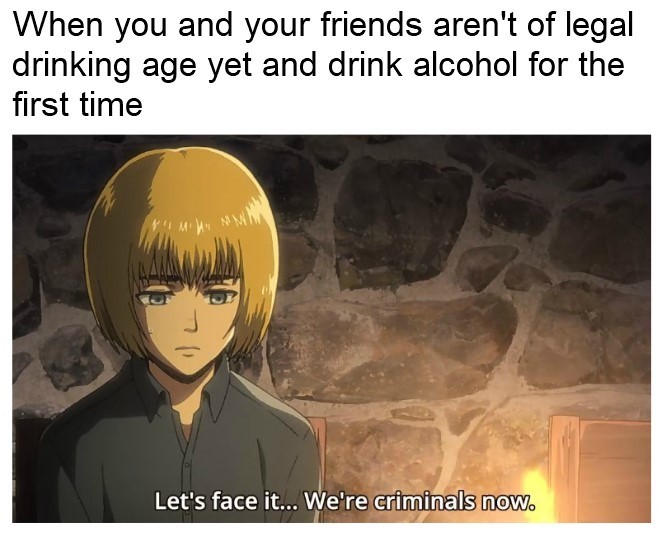 When you and your friends aren't of legal
drinking age yet and drink alcohol for the
first time
Let's face it... We're criminals now.